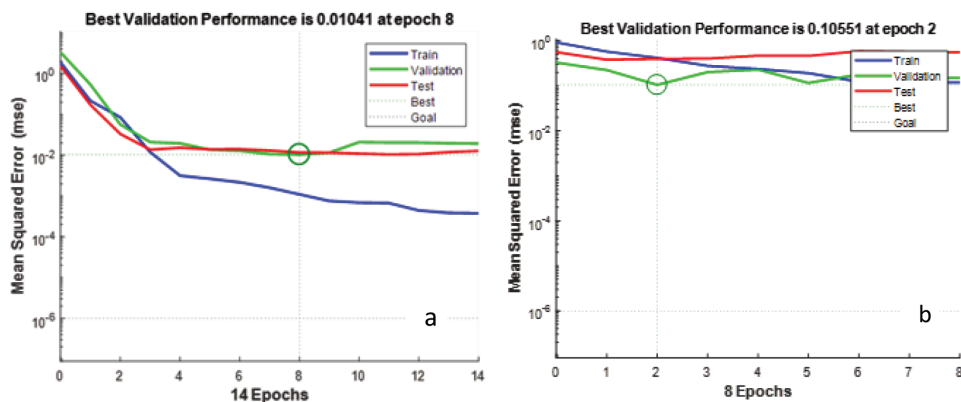 Best Validation Performance is 0.01041 at epoch 8
Mean Squared Error (mse)
10^0
10^-2
10^-4
10^-6
Train
Validation
Test
Best
Goal
a
0 2 4 6 8 10 12 14
14 Epochs
Best Validation Performance is 0.10551 at epoch 2
Mean Squared Error (mse)
10^0
10^-2
10^-4
10^-6
Train
Validation
Test
Best
Goal
b
0 1 2 3 4 5 6 7 8
8 Epochs